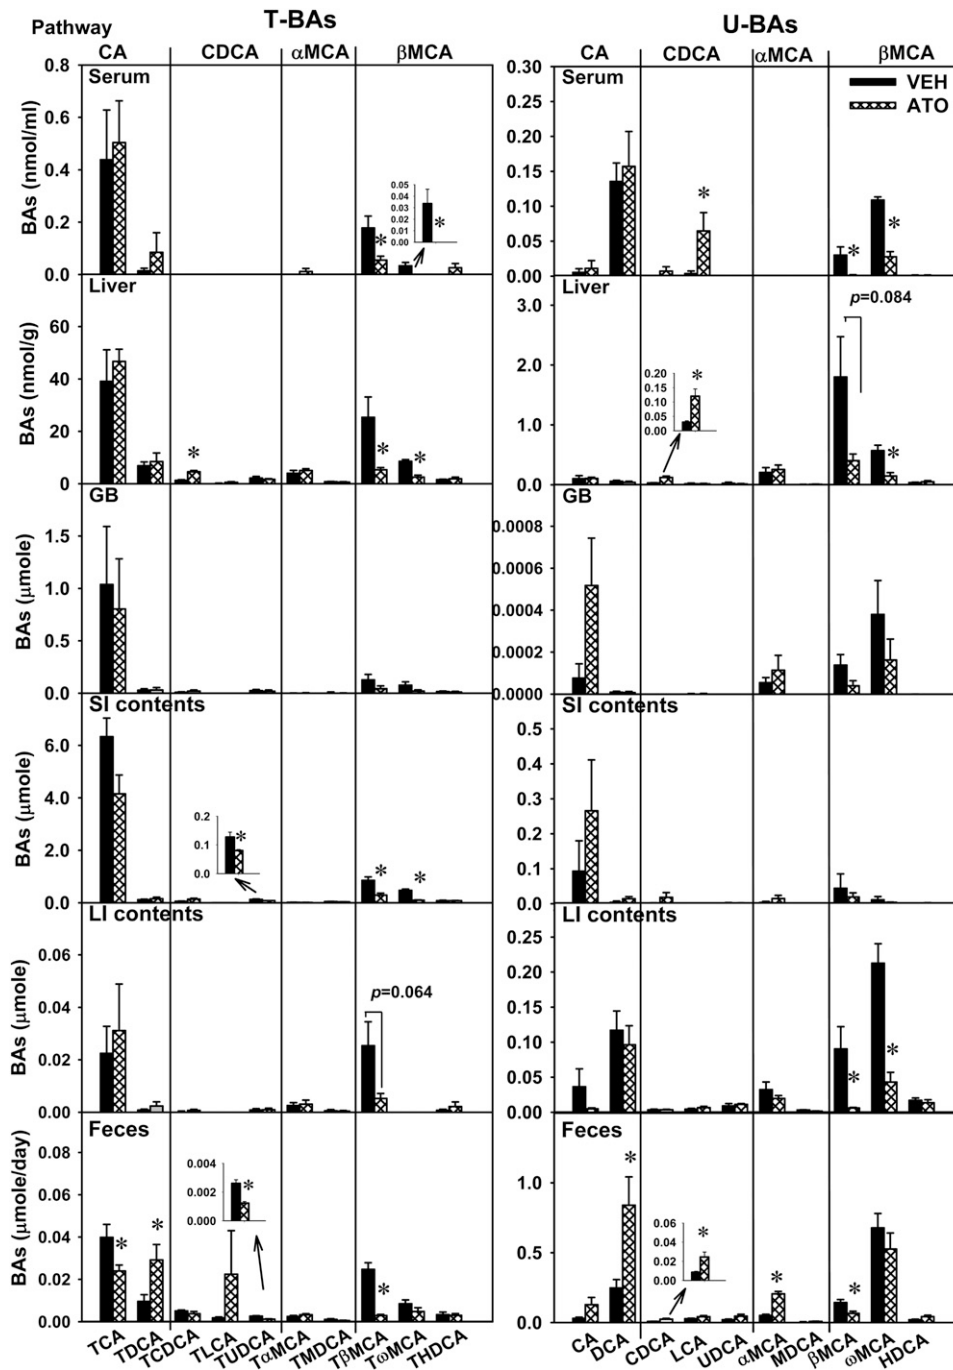 Pathway
T-BAs
U-BAs
CA CDCA αMCA βMCA
CA CDCA αMCA βMCA
Serum
BAs (nmol/ml)
0.8
0.6
0.4
0.2
0.0
0.05
0.04
0.03
0.02
0.01
0.00
*
*
Serum
0.30
0.25
0.20
0.15
0.10
0.05
0.00
VEH
ATO
*
*
*
Liver
BAs (nmol/g)
60
40
20
0
*
*
*
Liver
3.0
2.0
1.0
0.0
0.20
0.15
0.10
0.05
0.00
*
p=0.084
*
GB
BAs (μmole)
1.5
1.0
0.5
0.0
GB
0.0008
0.0006
0.0004
0.0002
0.0000
SI contents
BAs (μmole)
6.0
4.0
2.0
0.0
0.2
0.1
0.0
*
*
*
SI contents
0.5
0.4
0.3
0.2
0.1
0.0
LI contents
BAs (μmole)
0.06
0.04
0.02
0.00
p=0.064
LI contents
0.25
0.20
0.15
0.10
0.05
0.00
*
*
Feces
BAs (μmole/day)
0.08
0.06
0.04
0.02
0.00
0.004
0.002
0.000
*
*
*
*
Feces
1.0
0.5
0.0
0.06
0.04
0.02
0.00
*
*
*
*
TCA
TDCA
TCDCA
TLCA
TUDCA
TαMCA
TMDCA
TβMCA
TωMCA
THDCA
CA
DCA
CDCA
LCA
UDCA
αMCA
MDCA
βMCA
ωMCA
HDCA